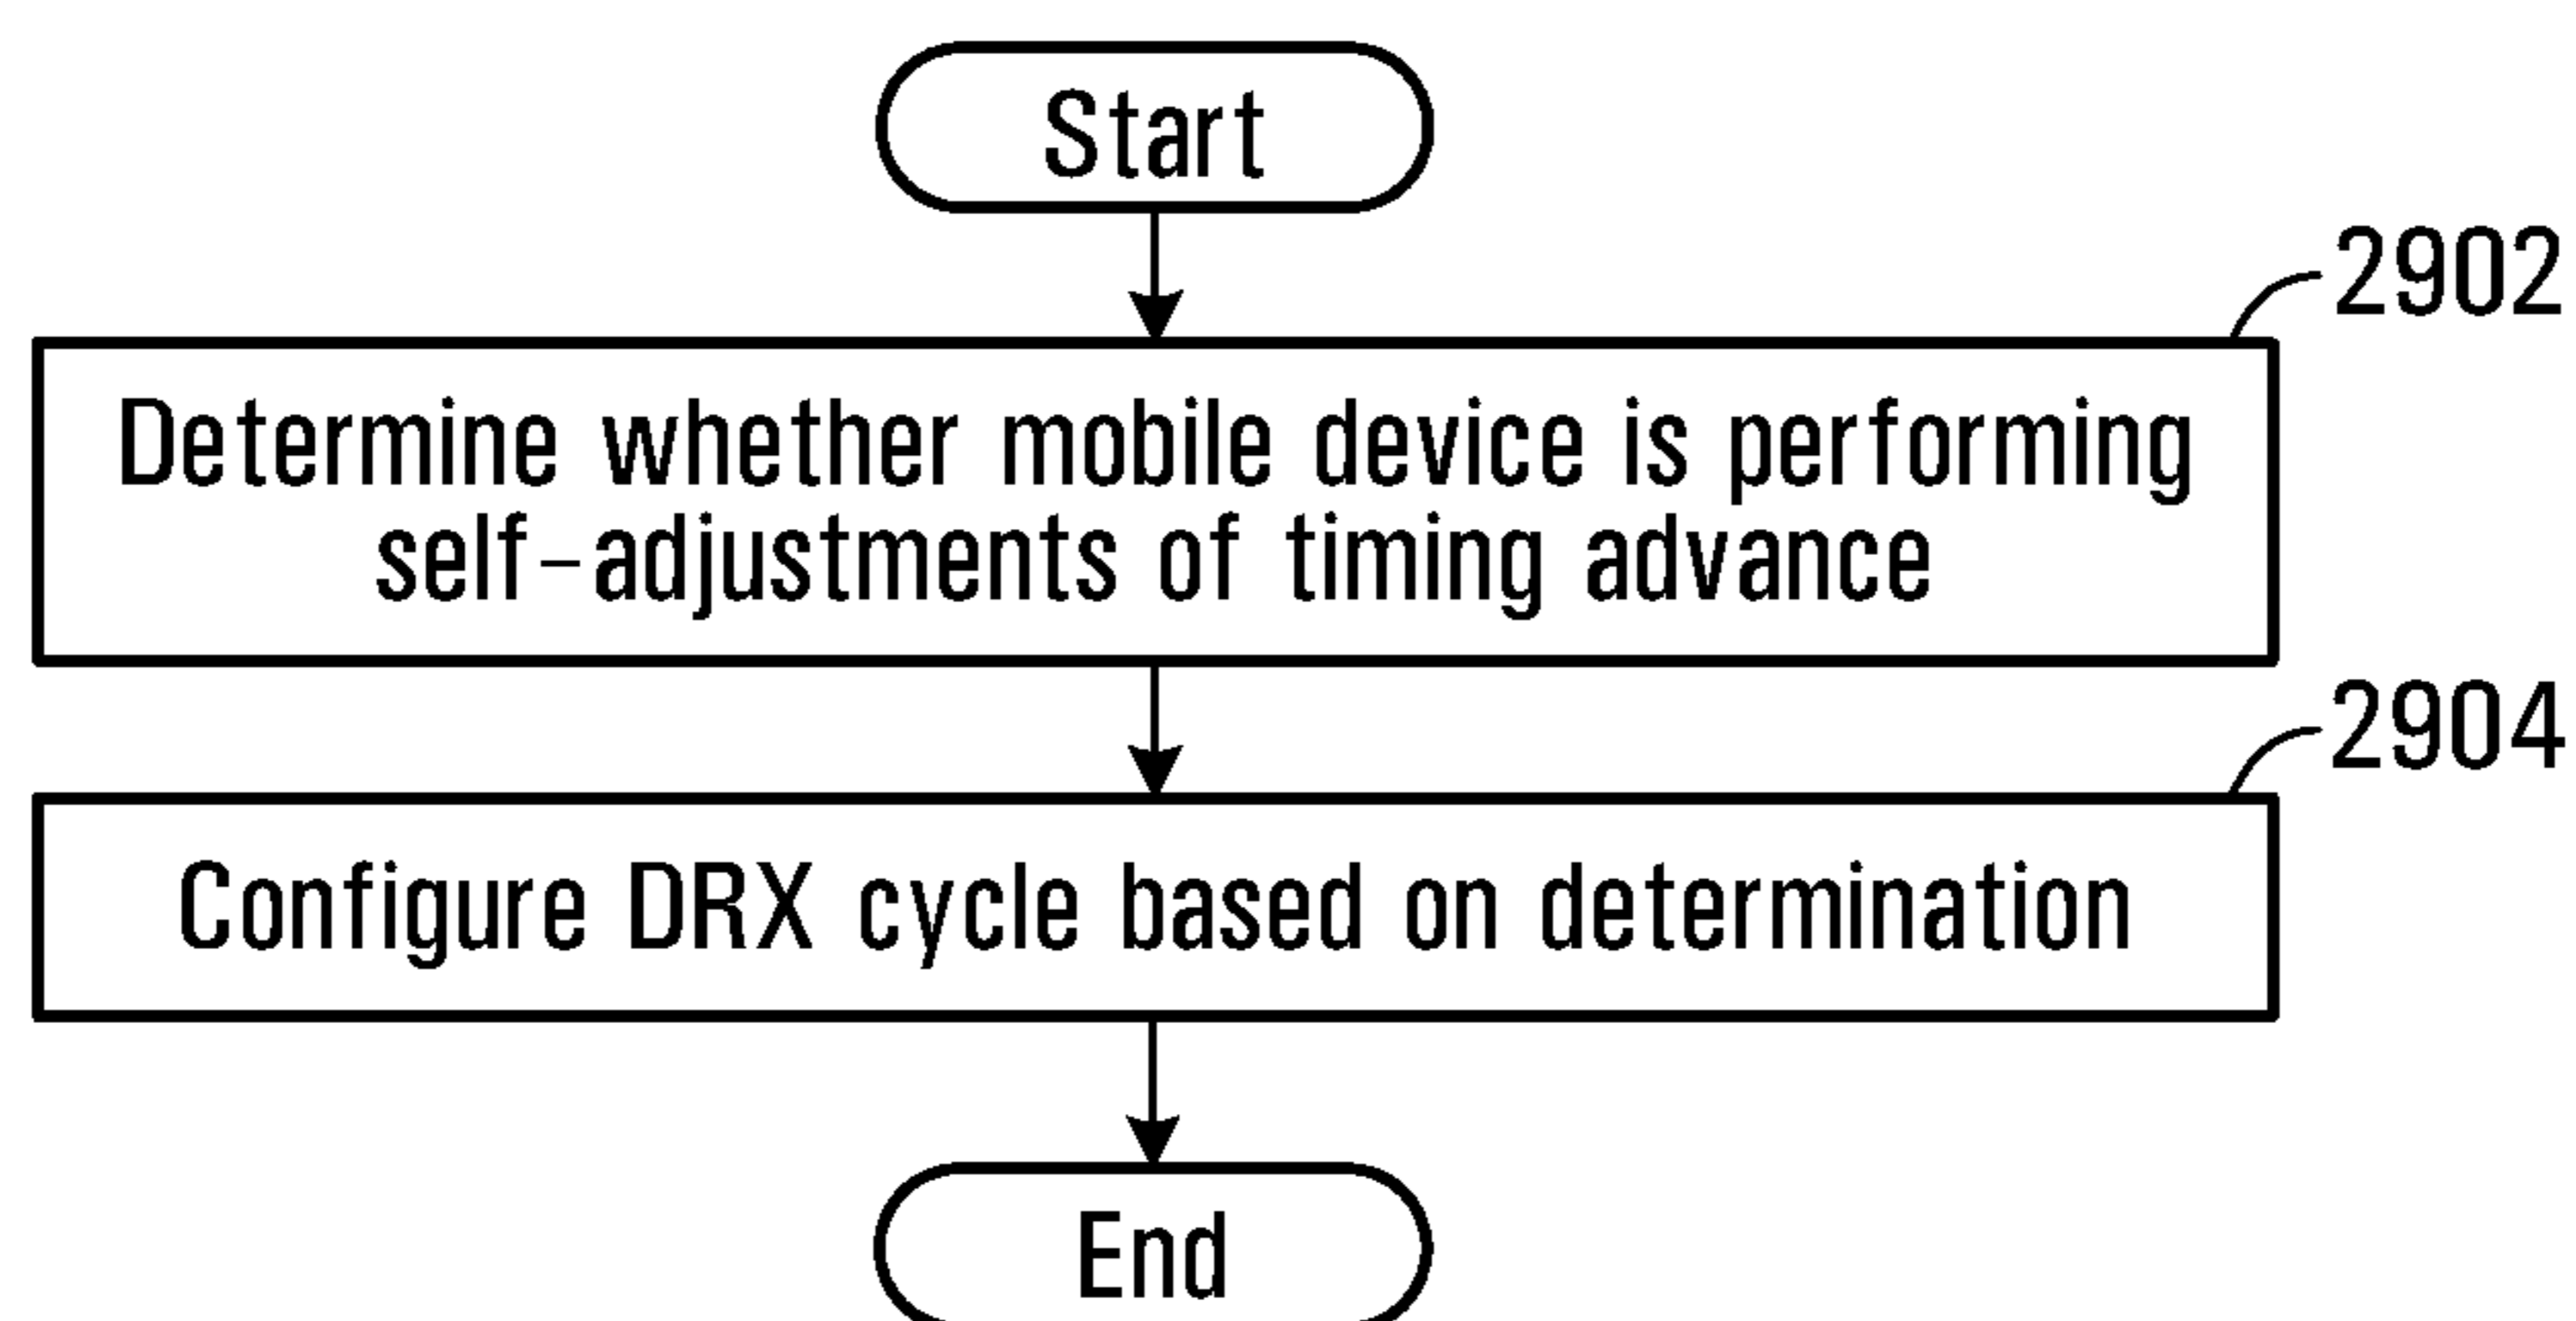 Start
2902
Determine whether mobile device is performing
self-adjustments of timing advance
2904
Configure DRX cycle based on determination
End